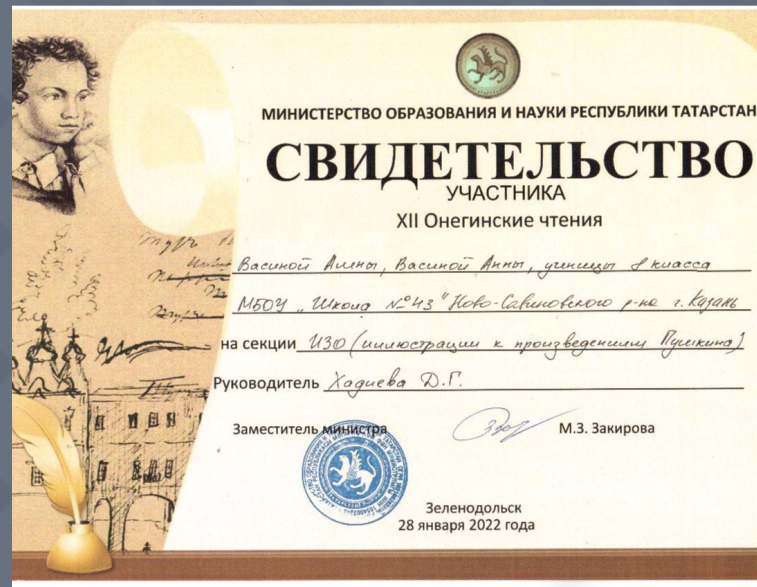 МИНИСТЕРСТВО ОБРАЗОВАНИЯ И НАУКИ РЕСПУБЛИКИ ТАТАРСТАН
СВИДЕТЕЛЬСТВО
УЧАСТНИКА
XII Онегинские чтения
Васиной Алены, Васиной Анны, ученицы 8 класса
МБОУ „Школа №43" Ново-Савиновского р-на г. Казань
на секции ИЗО (иллюстрации к произведениям Пушкина)
Руководитель Хадиева Д.Г.
Заместитель министра М.З. Закирова
Зеленодольск
28 января 2022 года